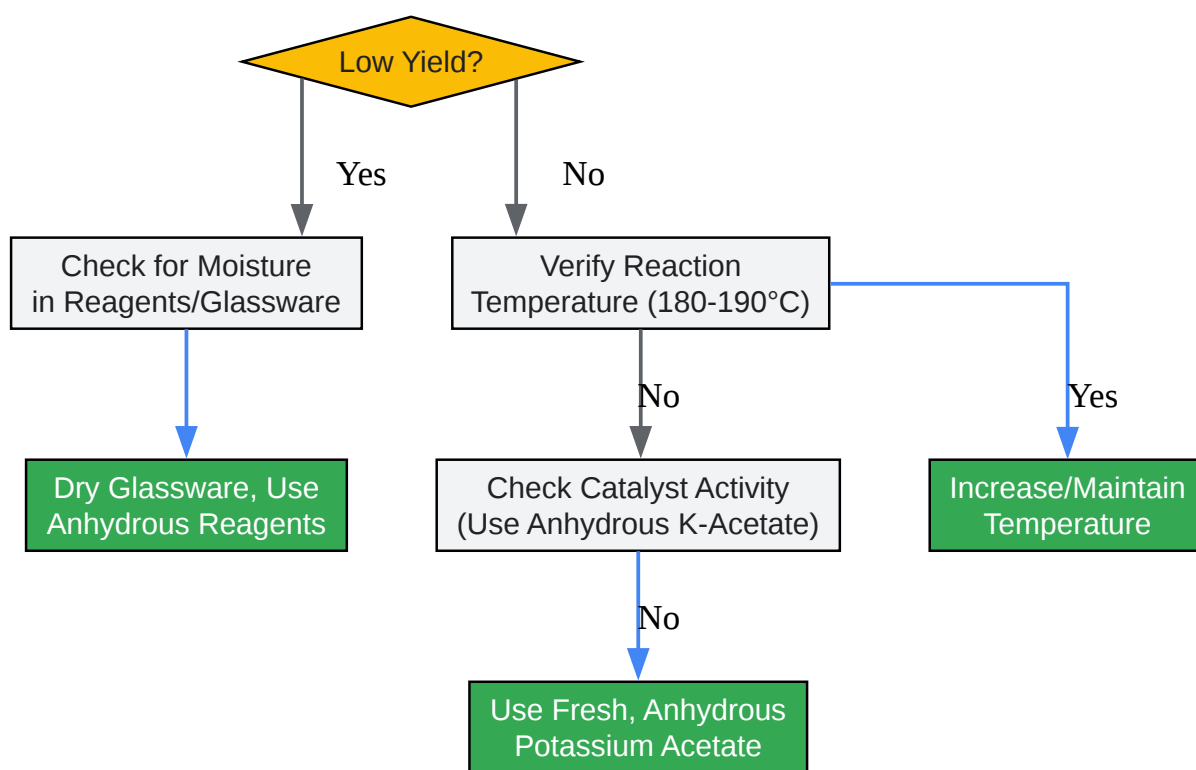 Low Yield?
Yes
No
Check for Moisture
in Reagents/Glassware
Verify Reaction
Temperature (180-190°C)
No
Yes
Dry Glassware, Use
Anhydrous Reagents
Check Catalyst Activity
(Use Anhydrous K-Acetate)
Increase/Maintain
Temperature
No
Use Fresh, Anhydrous
Potassium Acetate